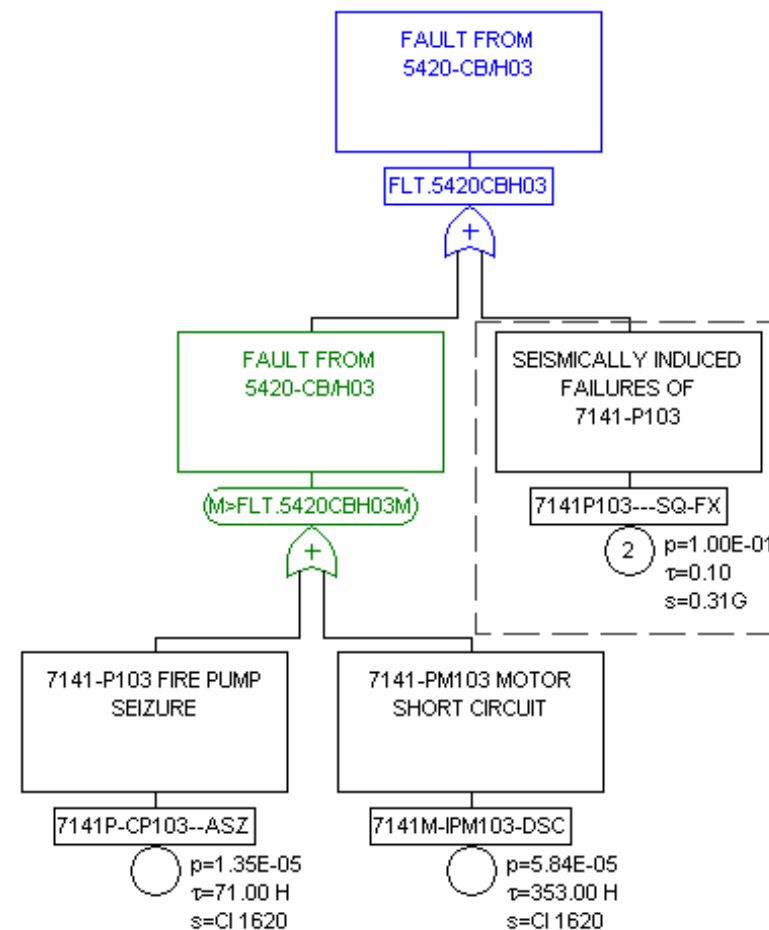 FAULT FROM
5420-CB/H03
FLT.5420CBH03
+
FAULT FROM
5420-CB/H03
(M>FLT.5420CBH03M)
+
SEISMICALLY INDUCED
FAILURES OF
7141-P103
7141P103---SQ-FX
2
p=1.00E-01
τ=0.10
s=0.31G
7141-P103 FIRE PUMP
SEIZURE
7141P-CP103--ASZ
p=1.35E-05
τ=71.00 H
s=CI 1620
7141-PM103 MOTOR
SHORT CIRCUIT
7141M-IPM103-DSC
p=5.84E-05
τ=353.00 H
s=CI 1620